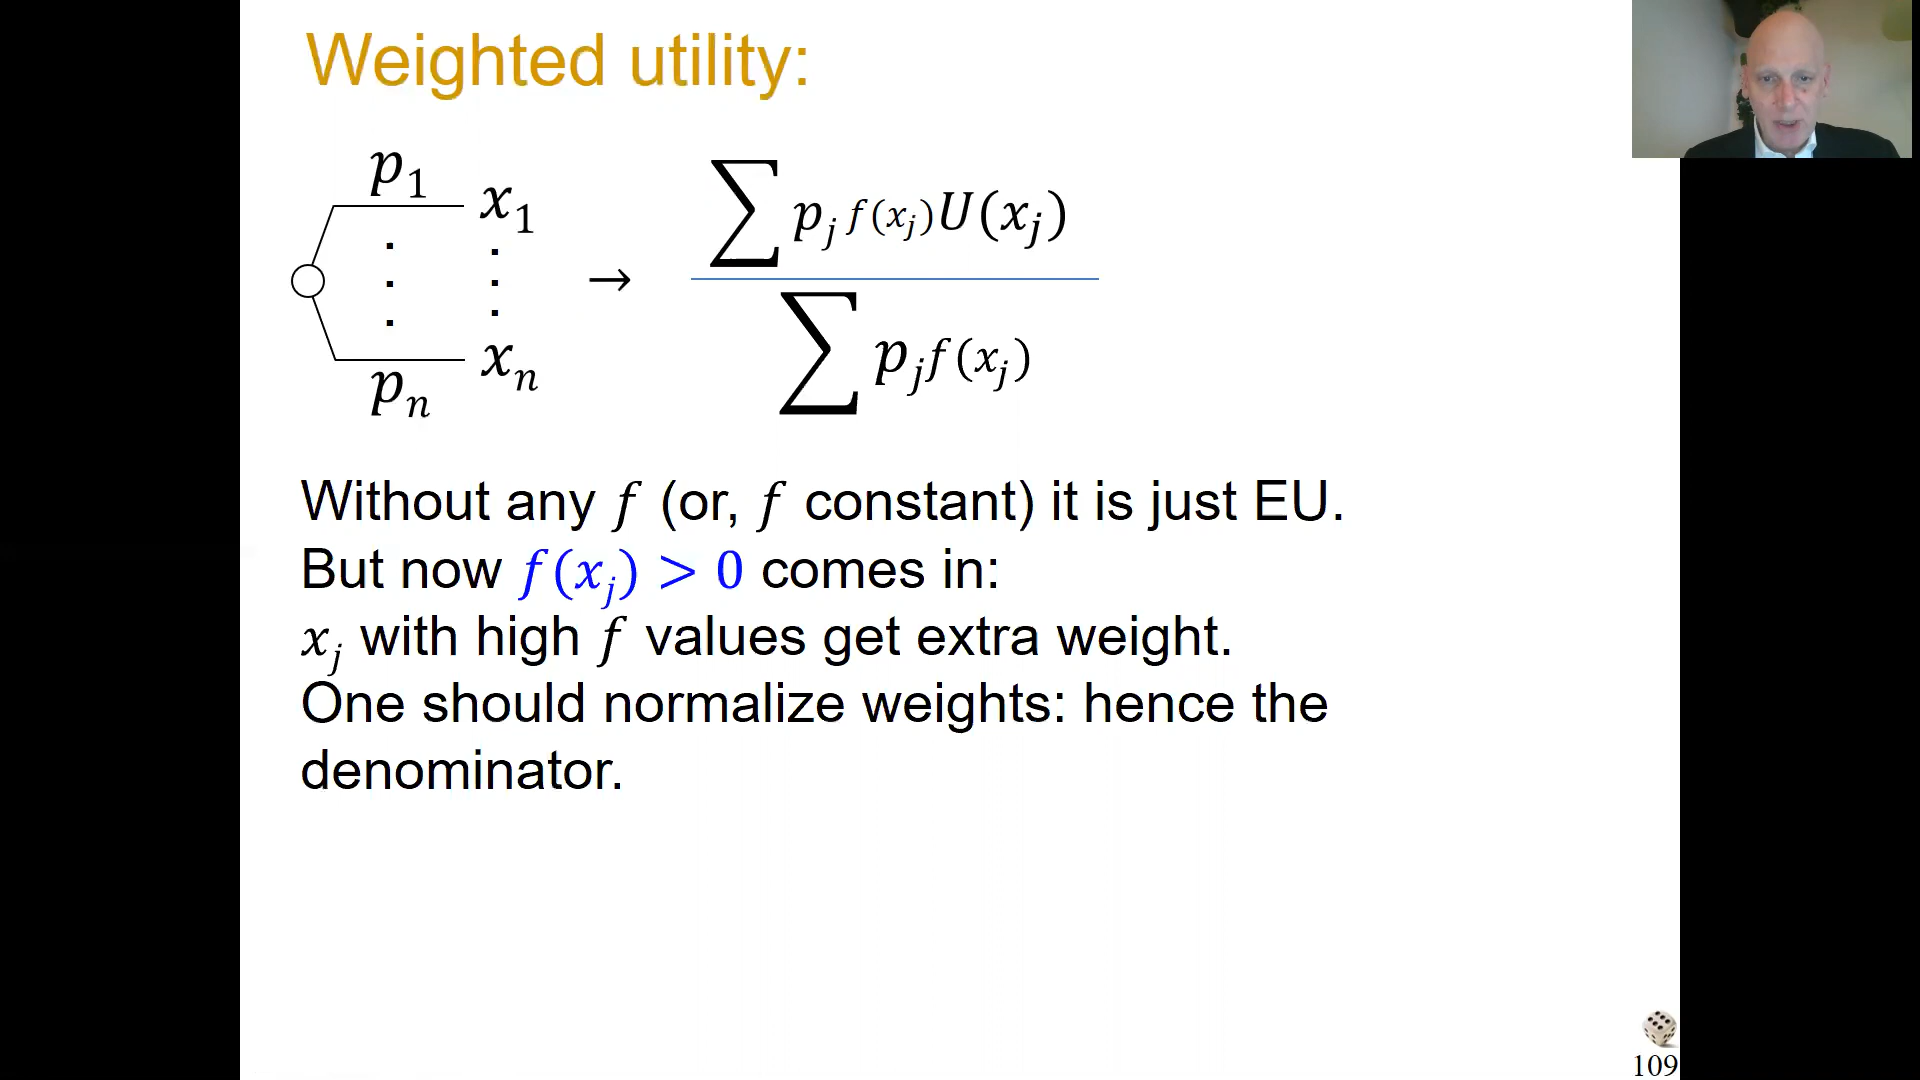 Weighted utility:
p₁ x₁
. .
. . → ∑ pⱼ f(xⱼ)U(xⱼ)
. . ∑ pⱼf(xⱼ)
pₙ xₙ
Without any f (or, f constant) it is just EU.
But now f(xⱼ) > 0 comes in:
xⱼ with high f values get extra weight.
One should normalize weights: hence the
denominator.
109